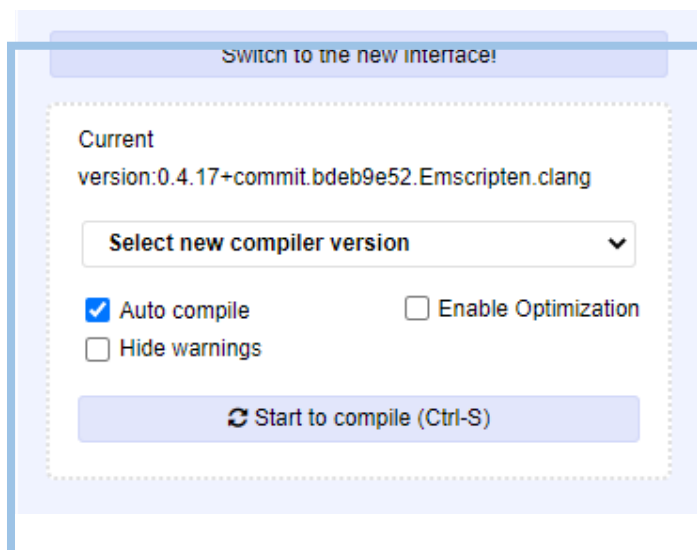 Switch to the new interface!
Current
version:0.4.17+commit.bdeb9e52.Emscripten.clang
Select new compiler version
Auto compile
Enable Optimization
Hide warnings
Start to compile (Ctrl-S)